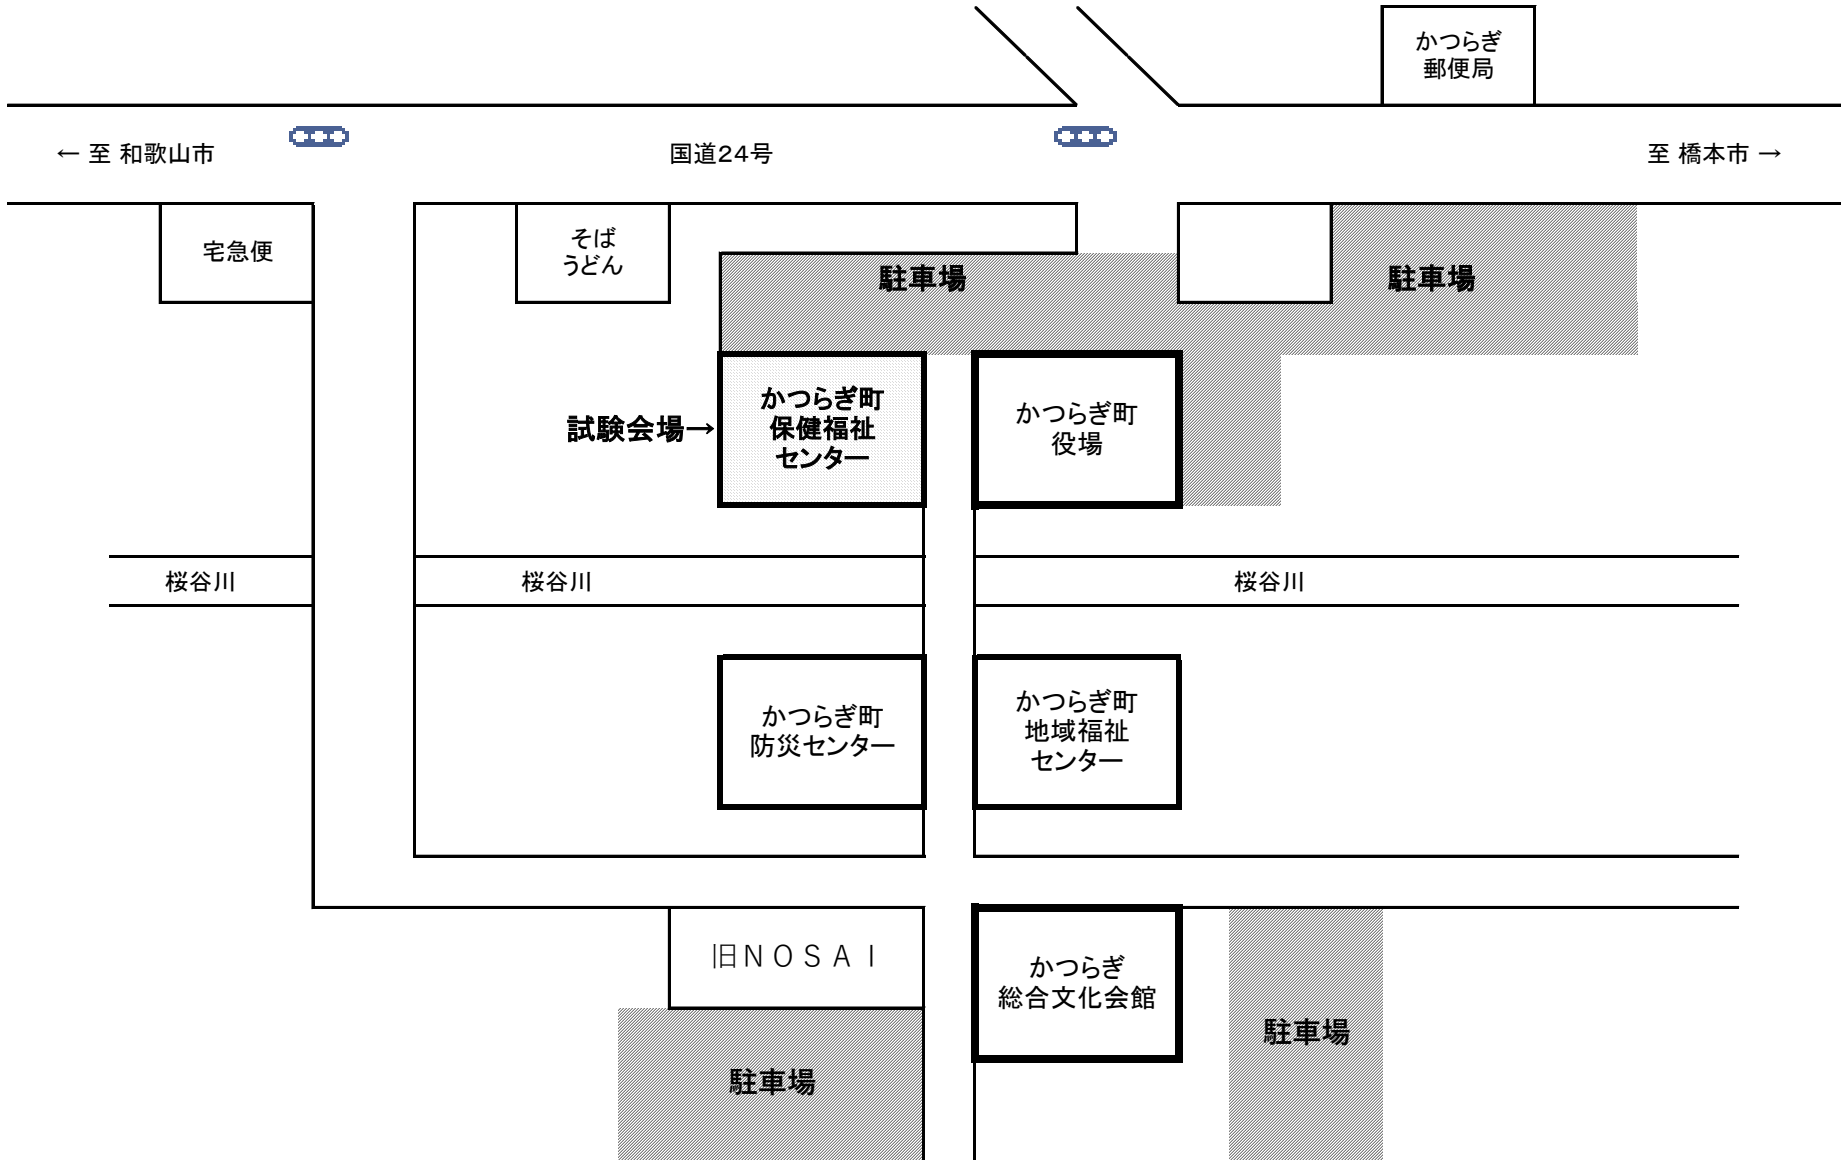 かつらぎ
郵便局
← 至 和歌山市
国道24号
至 橋本市 →
宅急便
そば
うどん
駐車場
駐車場
試験会場→
かつらぎ町
保健福祉
センター
かつらぎ町
役場
桜谷川
桜谷川
桜谷川
かつらぎ町
防災センター
かつらぎ町
地域福祉
センター
旧ＮＯＳＡＩ
かつらぎ
総合文化会館
駐車場
駐車場